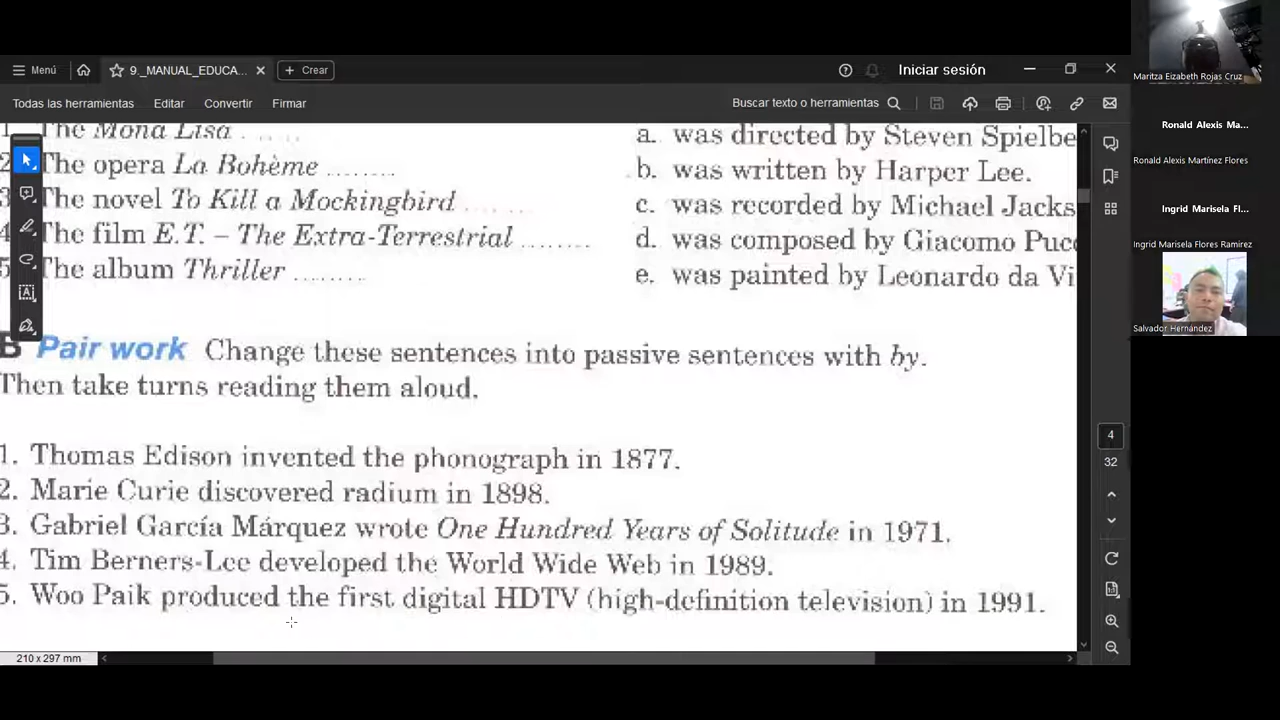 Menú
9._MANUAL_EDUCA...
Crear
Iniciar sesión
Todas las herramientas
Editar
Convertir
Firmar
Buscar texto o herramientas
1. The Mona Lisa ........
2 The opera La Bohème ........
3 The novel To Kill a Mockingbird ........
4 The film E.T. – The Extra-Terrestrial ........
5 The album Thriller ........
a. was directed by Steven Spielbe
b. was written by Harper Lee.
c. was recorded by Michael Jacks
d. was composed by Giacomo Puc
e. was painted by Leonardo da Vi
B Pair work Change these sentences into passive sentences with by.
Then take turns reading them aloud.
1. Thomas Edison invented the phonograph in 1877.
2. Marie Curie discovered radium in 1898.
3. Gabriel García Márquez wrote One Hundred Years of Solitude in 1971.
4. Tim Berners-Lee developed the World Wide Web in 1989.
5. Woo Paik produced the first digital HDTV (high-definition television) in 1991.
4
32
210 x 297 mm
Maritza Eizabeth Rojas Cruz
Ronald Alexis Ma...
Ronald Alexis Martínez Flores
Ingrid Marisela Fl...
Ingrid Marisela Flores Ramírez
Salvador Hernández